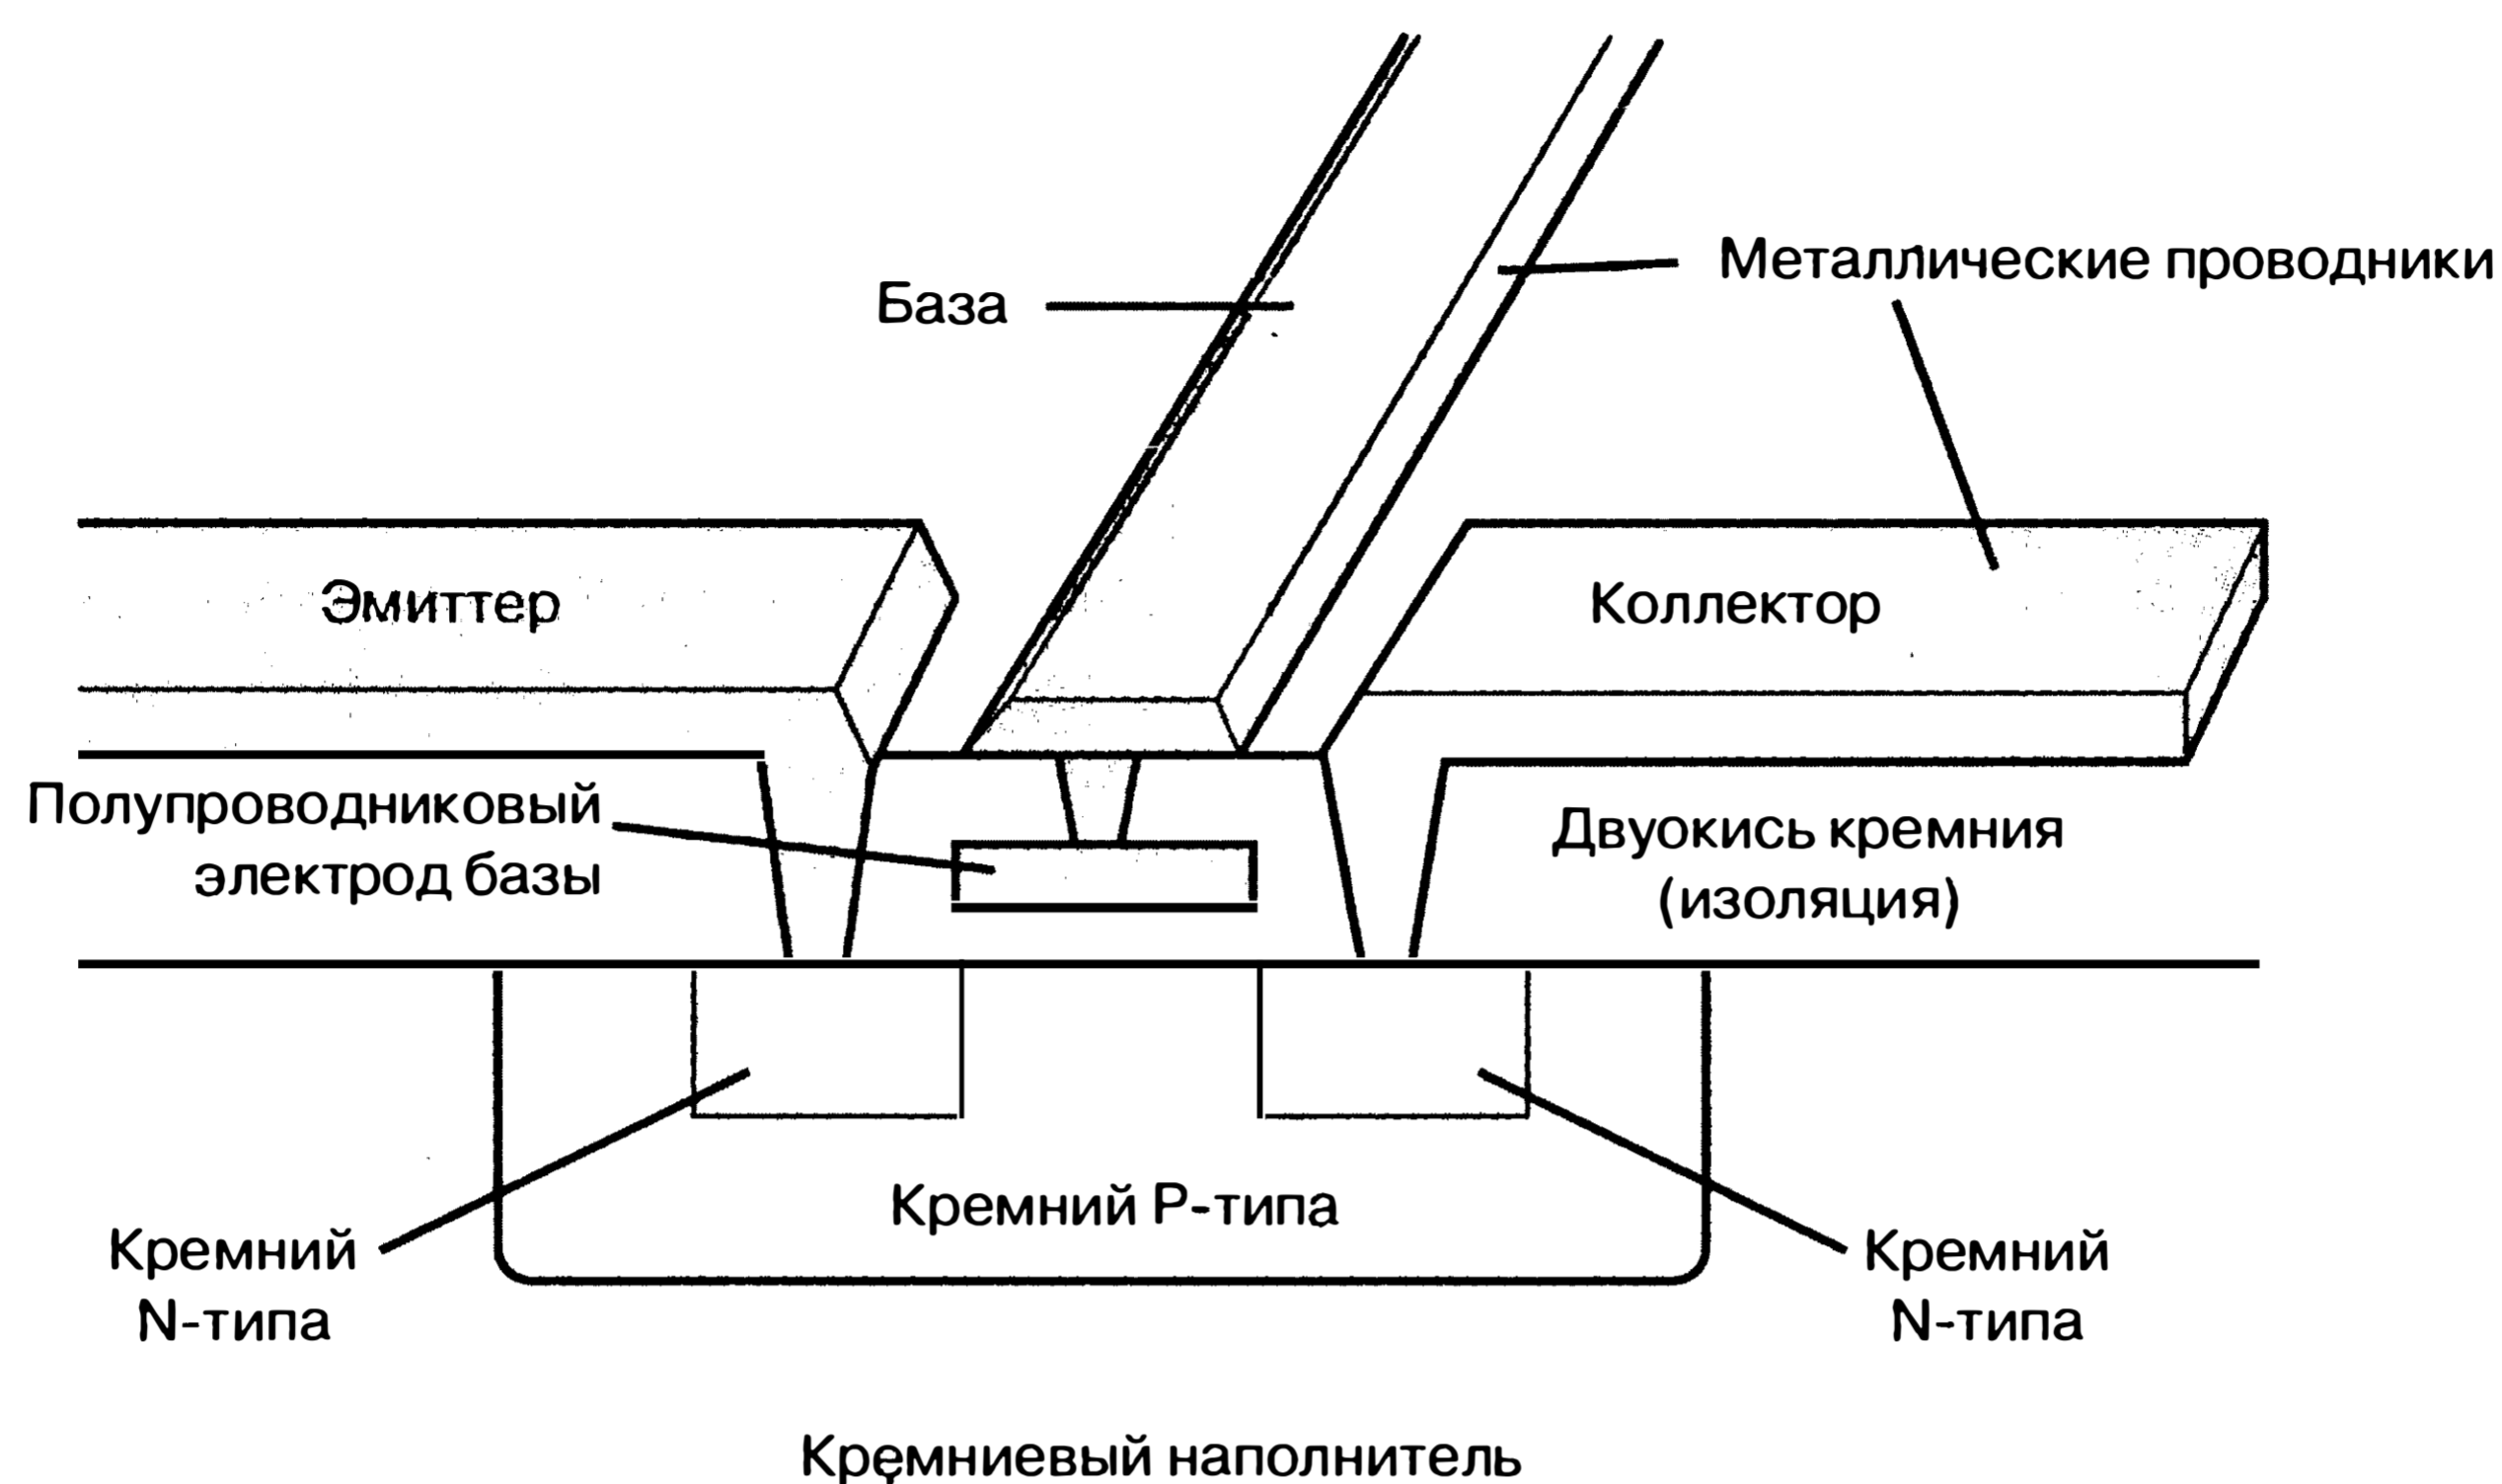 Металлические проводники
База
Эмиттер
Коллектор
Полупроводниковый
электрод базы
Двуокись кремния
(изоляция)
Кремний P-типа
Кремний
N-типа
Кремний
N-типа
Кремниевый наполнитель